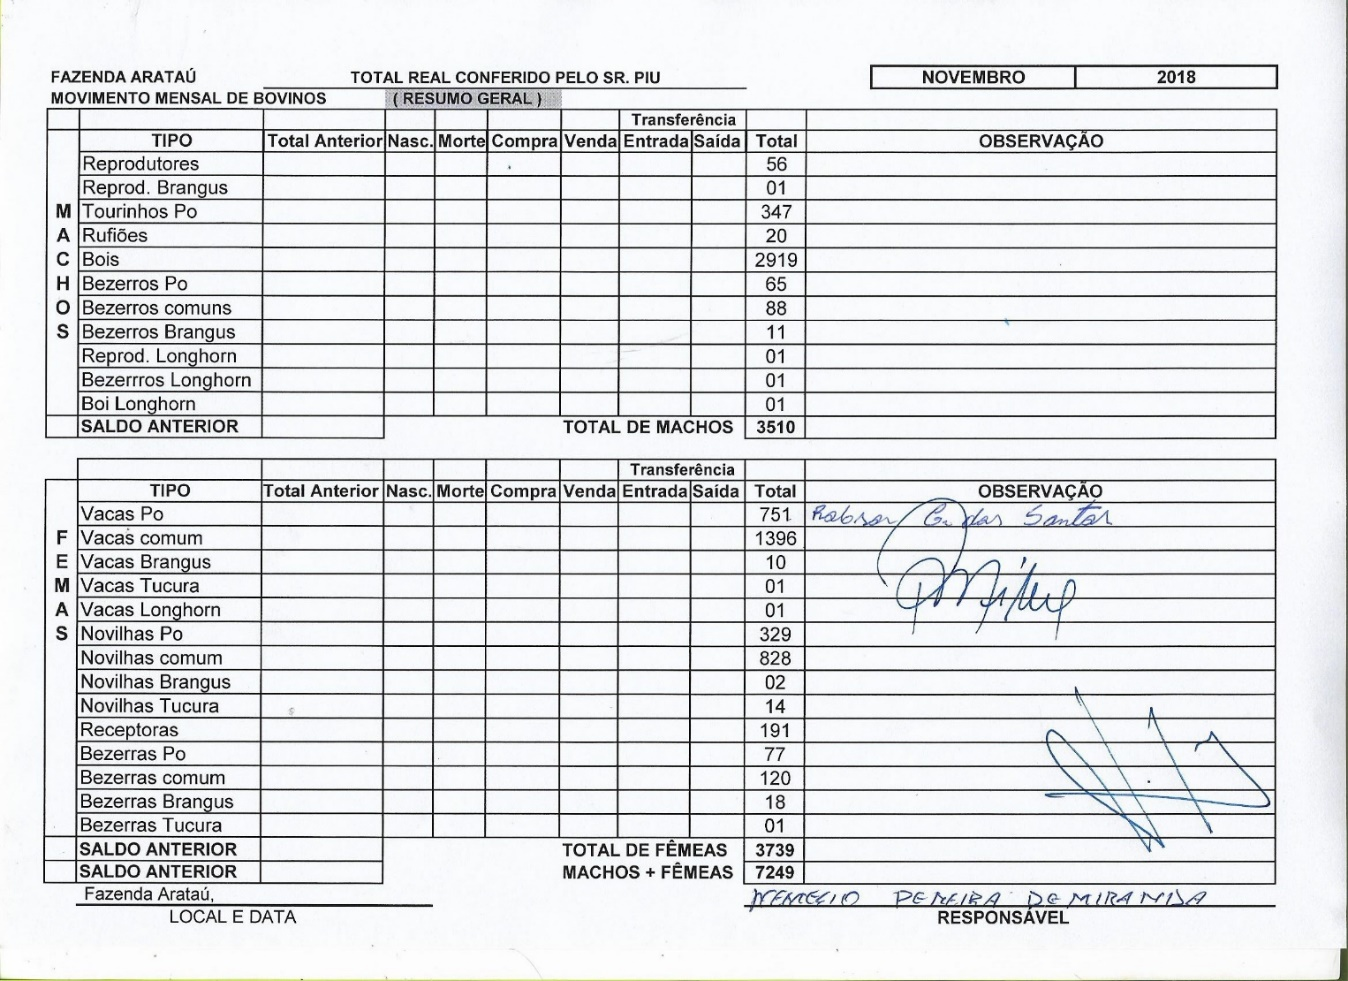 FAZENDA ARATAÚ TOTAL REAL CONFERIDO PELO SR. PIU NOVEMBRO 2018
MOVIMENTO MENSAL DE BOVINOS ( RESUMO GERAL )
Transferência
TIPO Total Anterior Nasc. Morte Compra Venda Entrada Saída Total OBSERVAÇÃO
Reprodutores 56
Reprod. Brangus 01
M Tourinhos Po 347
A Rufiões 20
C Bois 2919
H Bezerros Po 65
O Bezerros comuns 88
S Bezerros Brangus 11
Reprod. Longhorn 01
Bezerrros Longhorn 01
Boi Longhorn 01
SALDO ANTERIOR TOTAL DE MACHOS 3510
Transferência
TIPO Total Anterior Nasc. Morte Compra Venda Entrada Saída Total OBSERVAÇÃO
Vacas Po 751 Robson G. dos Santos
F Vacas comum 1396
E Vacas Brangus 10
M Vacas Tucura 01
A Vacas Longhorn 01
S Novilhas Po 329
Novilhas comum 828
Novilhas Brangus 02
Novilhas Tucura 14
Receptoras 191
Bezerras Po 77
Bezerras comum 120
Bezerras Brangus 18
Bezerras Tucura 01
SALDO ANTERIOR TOTAL DE FÊMEAS 3739
SALDO ANTERIOR MACHOS + FÊMEAS 7249
Fazenda Arataú, PEREIRA DE MIRANDA
LOCAL E DATA RESPONSÁVEL